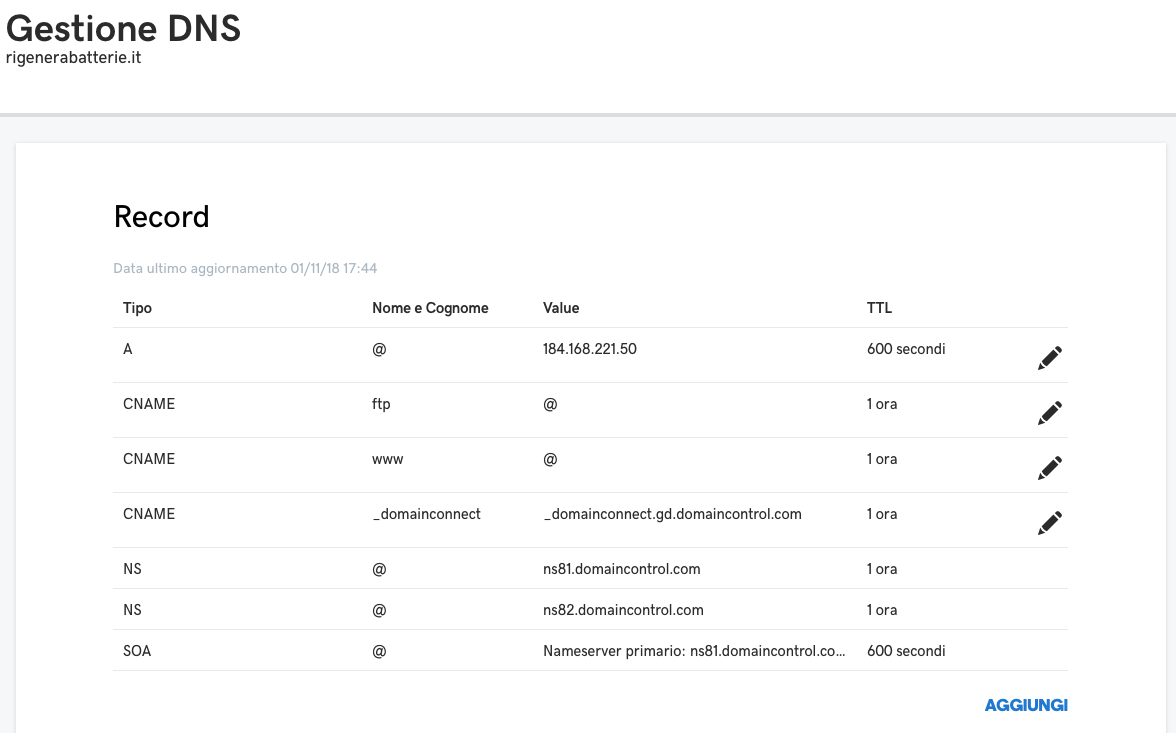 Gestione DNS
rigenerabatterie.it
Record
Data ultimo aggiornamento 01/11/18 17:44
Tipo Nome e Cognome Value TTL
A @ 184.168.221.50 600 secondi
CNAME ftp @ 1 ora
CNAME www @ 1 ora
CNAME _domainconnect _domainconnect.gd.domaincontrol.com 1 ora
NS @ ns81.domaincontrol.com 1 ora
NS @ ns82.domaincontrol.com 1 ora
SOA @ Nameserver primario: ns81.domaincontrol.co... 600 secondi
AGGIUNGI